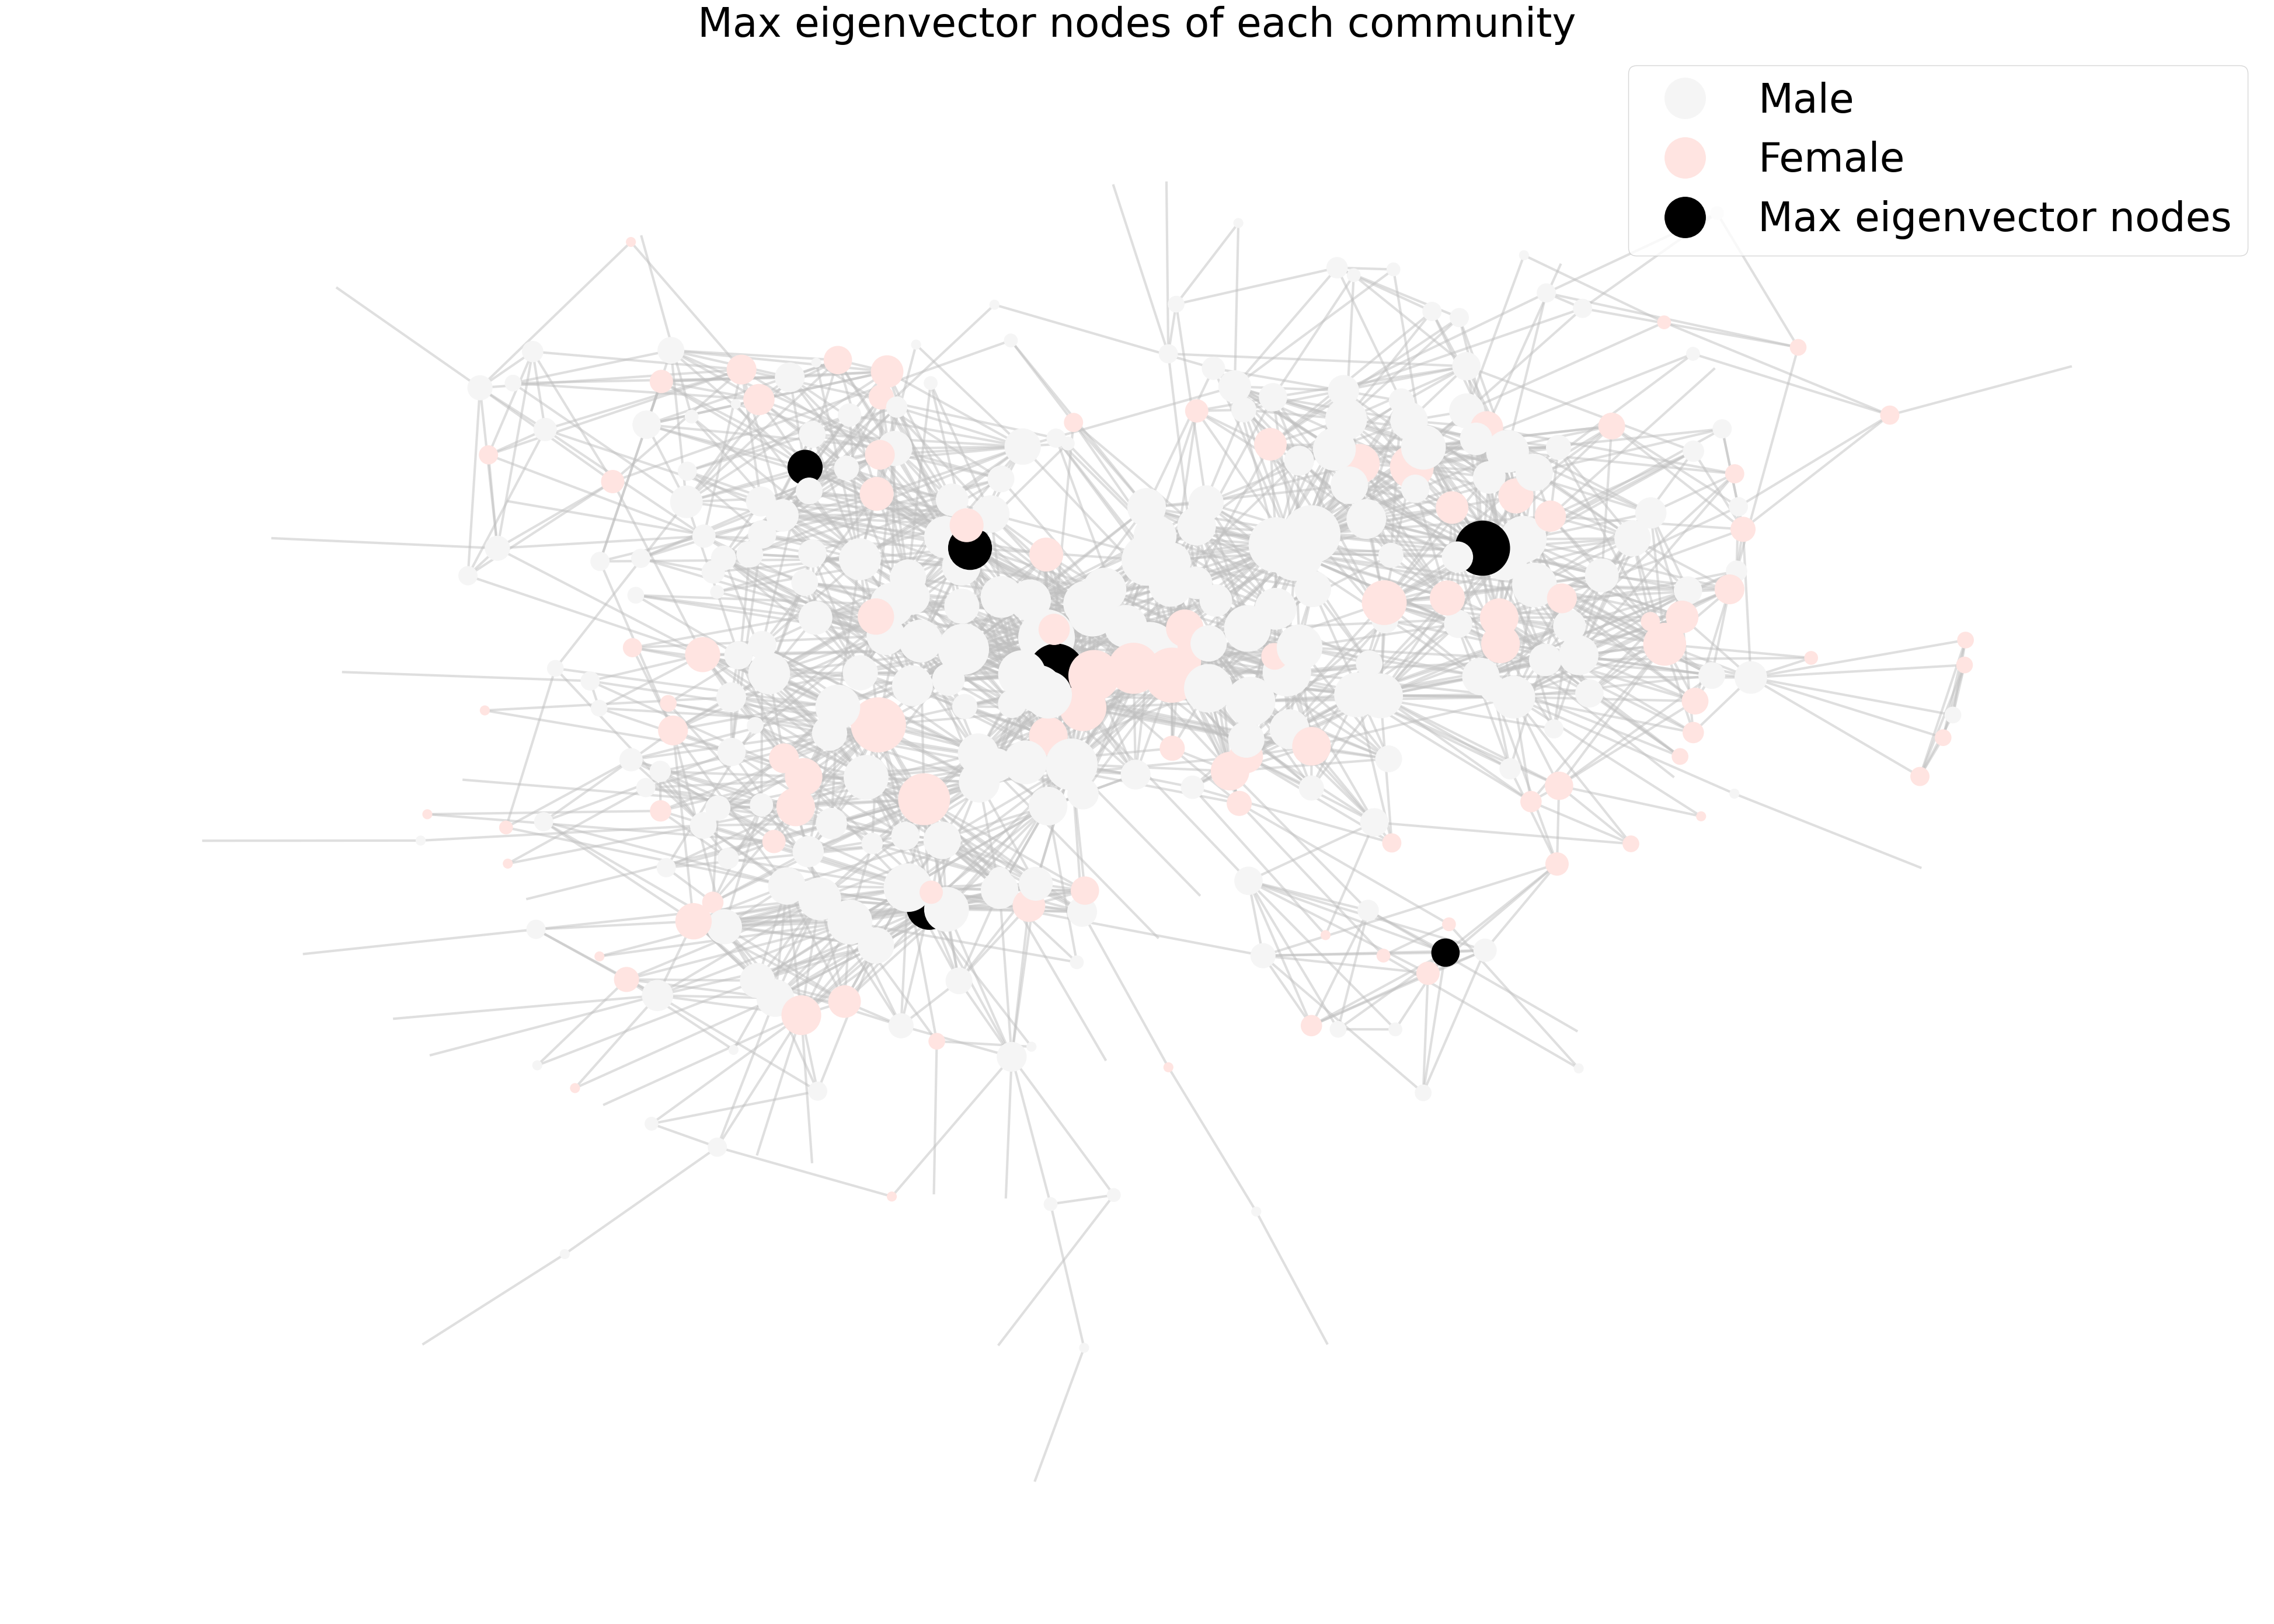 Max eigenvector nodes of each community
Male
Female
Max eigenvector nodes